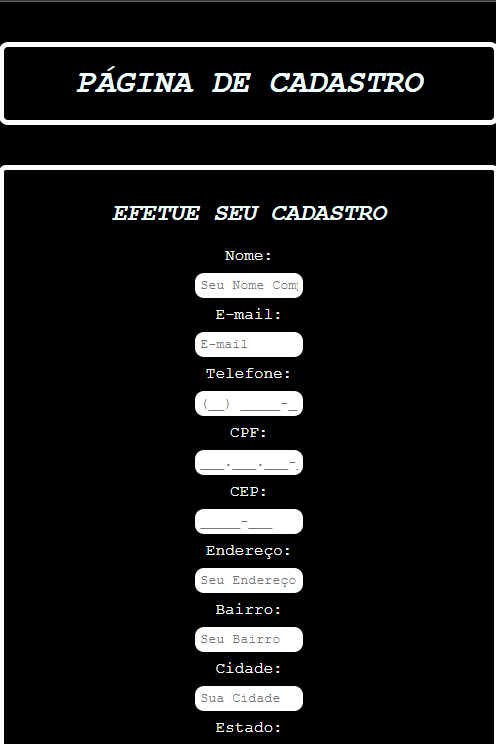 PÁGINA DE CADASTRO
EFETUE SEU CADASTRO
Nome:
Seu Nome Com
E-mail:
E-mail
Telefone:
(__) _____-_
CPF:
___.___.___-
CEP:
_____-___
Endereço:
Seu Endereço
Bairro:
Seu Bairro
Cidade:
Sua Cidade
Estado: